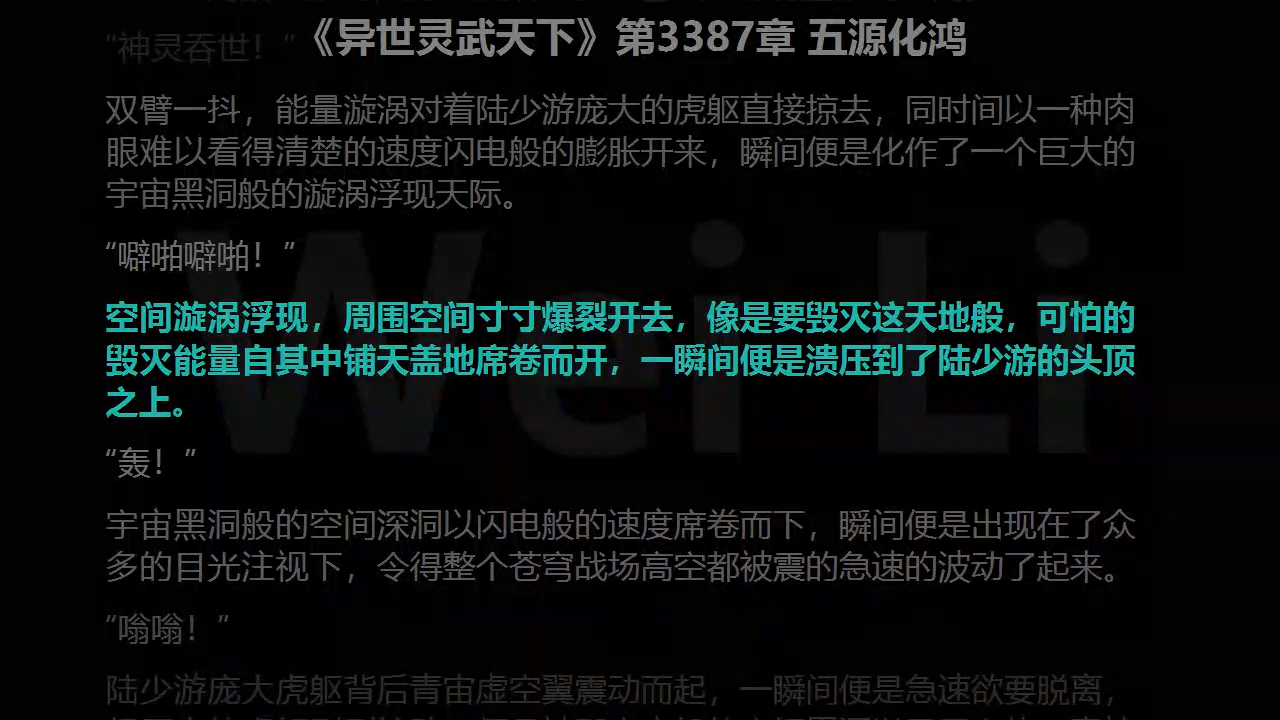 《异世灵武天下》第3387章 五源化鸿
“神灵吞世！”
双臂一抖，能量漩涡对着陆少游庞大的虎躯直接掠去，同时间以一种肉
眼难以看得清楚的速度闪电般的膨胀开来，瞬间便是化作了一个巨大的
宇宙黑洞般的漩涡浮现天际。
“噼啪噼啪！”
空间漩涡浮现，周围空间寸寸爆裂开去，像是要毁灭这天地般，可怕的
毁灭能量自其中铺天盖地席卷而开，一瞬间便是溃压到了陆少游的头顶
之上。
“轰！”
宇宙黑洞般的空间深洞以闪电般的速度席卷而下，瞬间便是出现在了众
多的目光注视下，令得整个苍穹战场高空都被震的急速的波动了起来。
“嗡嗡！”
陆少游庞大虎躯背后青宙虚空翼震动而起，一瞬间便是急速欲要脱离，
Wei Li